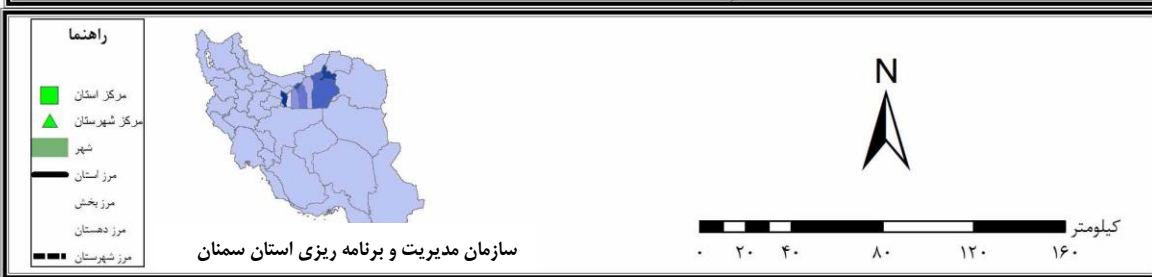 راهنما
مرکز استان
مرکز شهرستان
شهر
مرز استان
مرز بخش
مرز دهستان
مرز شهرستان
سازمان مدیریت و برنامه ریزی استان سمنان
N
کیلومتر
۰ ۲۰ ۴۰ ۸۰ ۱۲۰ ۱۶۰